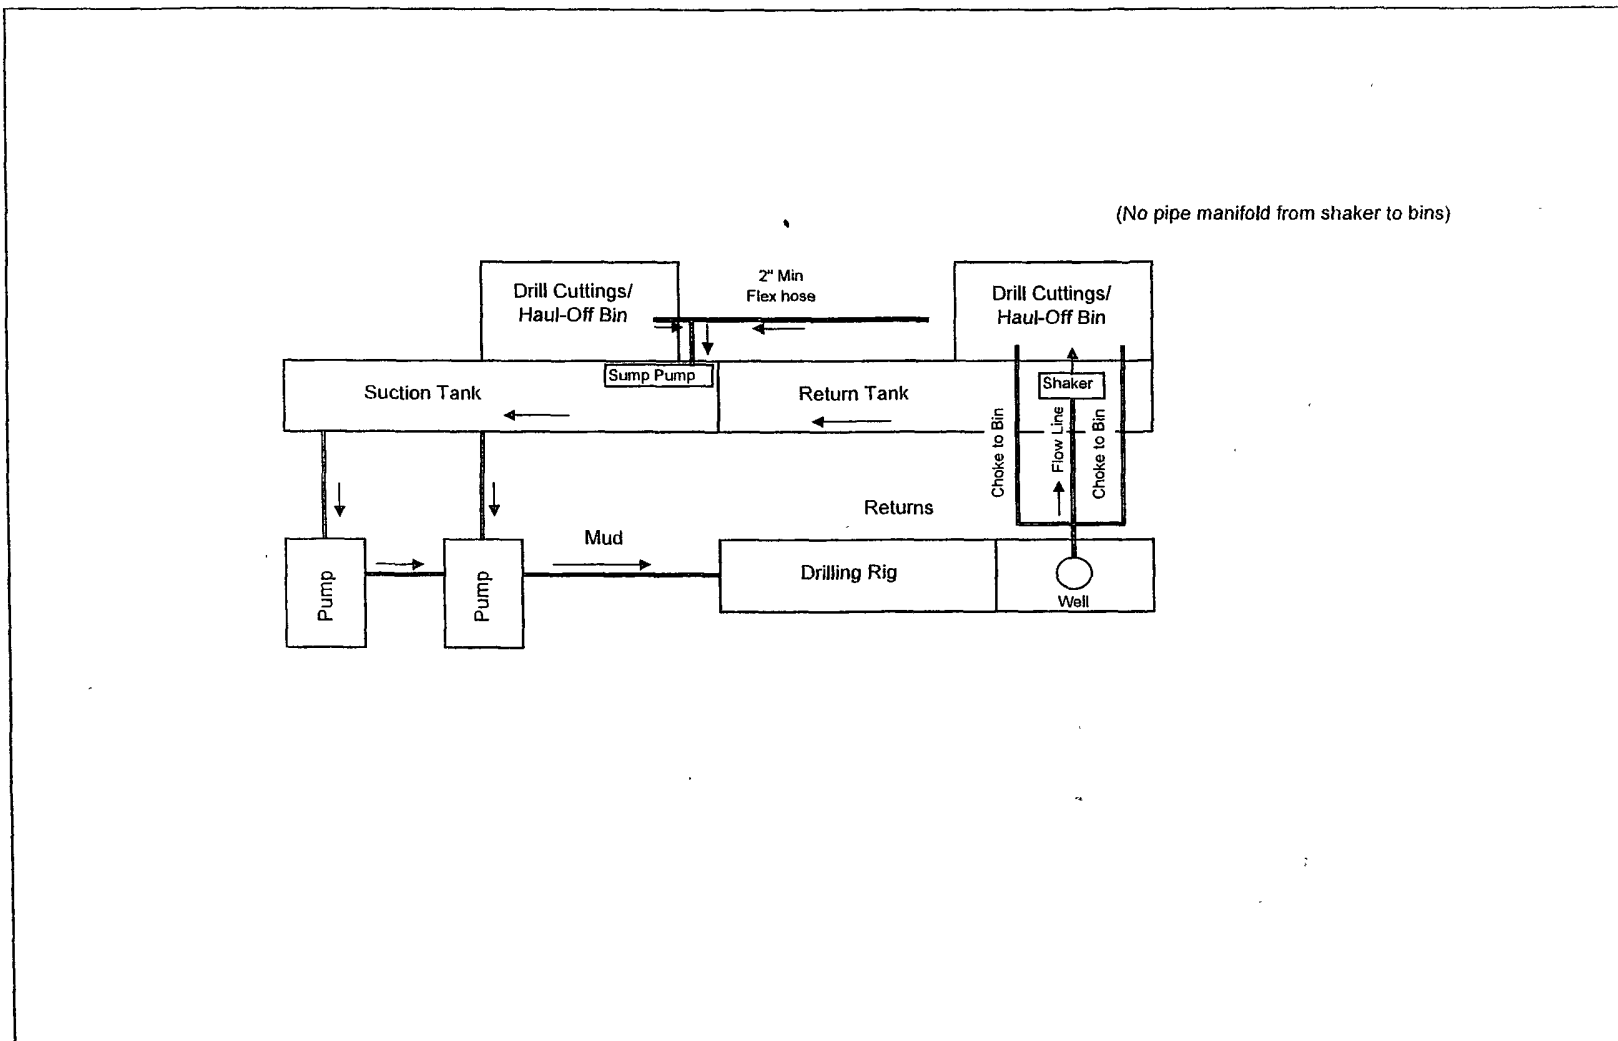 (No pipe manifold from shaker to bins)
Drill Cuttings/
Haul-Off Bin
2" Min
Flex hose
Drill Cuttings/
Haul-Off Bin
Suction Tank
Sump Pump
Return Tank
Shaker
Choke to Bin
Flow Line
Choke to Bin
Returns
Mud
Pump
Pump
Drilling Rig
Well